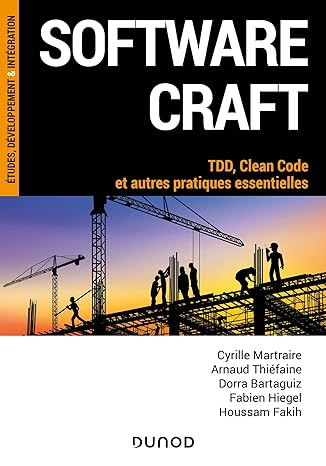 ÉTUDES, DÉVELOPPEMENT & INTÉGRATION
SOFTWARE
CRAFT
TDD, Clean Code
et autres pratiques essentielles
Cyrille Martraire
Arnaud Thiéfaine
Dorra Bartaguiz
Fabien Hiegel
Houssam Fakih
DUNOD